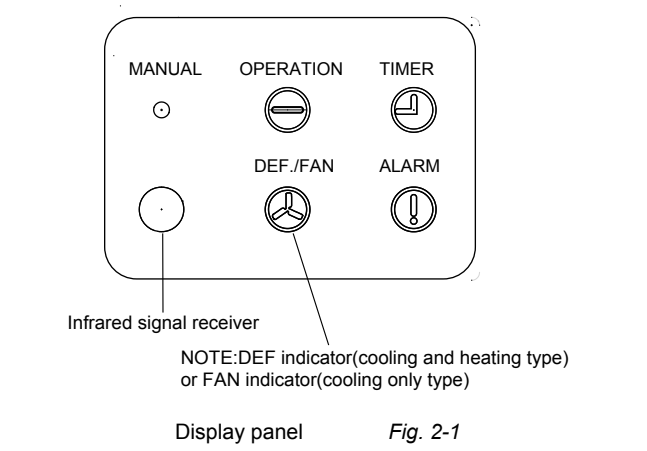 MANUAL OPERATION TIMER
DEF./FAN ALARM
Infrared signal receiver
NOTE:DEF indicator(cooling and heating type)
or FAN indicator(cooling only type)
Display panel Fig. 2-1